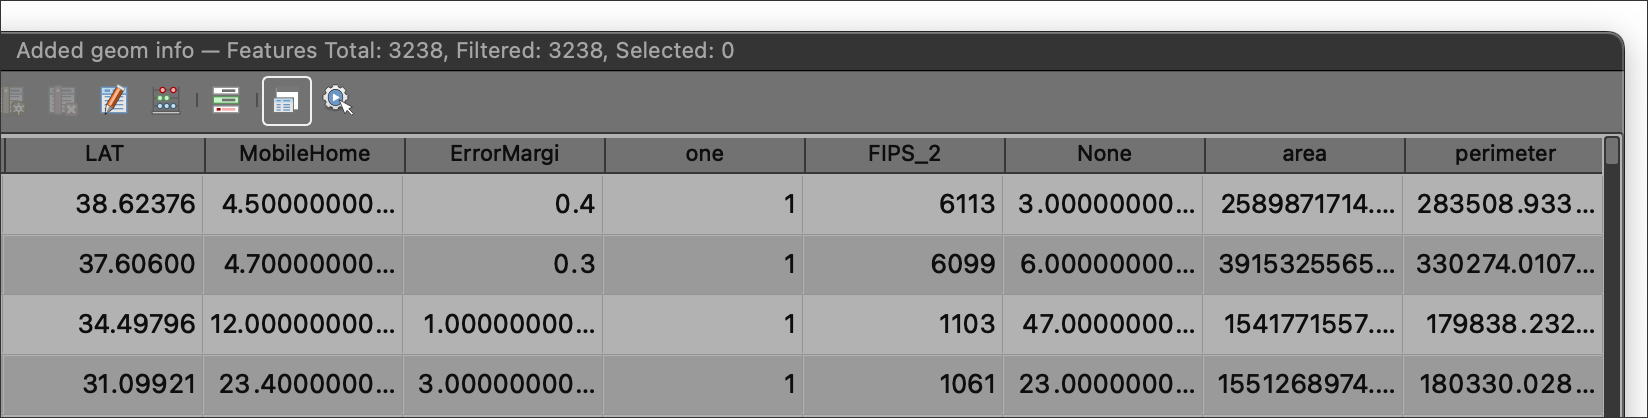 Added geom info — Features Total: 3238, Filtered: 3238, Selected: 0
LAT MobileHome ErrorMargi one FIPS_2 None area perimeter
38.62376 4.50000000... 0.4 1 6113 3.00000000... 2589871714.... 283508.933...
37.60600 4.70000000... 0.3 1 6099 6.00000000... 3915325565... 330274.0107...
34.49796 12.00000000... 1.00000000... 1 1103 47.0000000... 1541771557.... 179838.232...
31.09921 23.4000000... 3.00000000... 1 1061 23.0000000... 1551268974.... 180330.028...